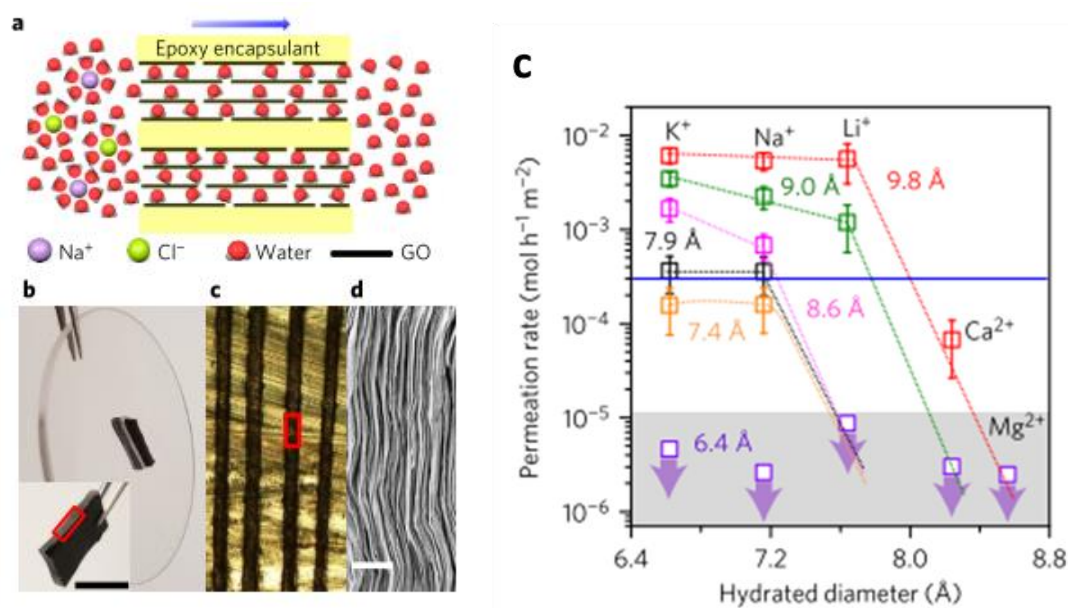 a
Epoxy encapsulant
Na⁺
Cl⁻
Water
GO
b
c
d
c
Permeation rate (mol h⁻¹ m⁻²)
10⁻²
10⁻³
10⁻⁴
10⁻⁵
10⁻⁶
K⁺
Na⁺
Li⁺
9.8 Å
9.0 Å
7.9 Å
8.6 Å
7.4 Å
Ca²⁺
Mg²⁺
6.4 Å
6.4
7.2
8.0
8.8
Hydrated diameter (Å)